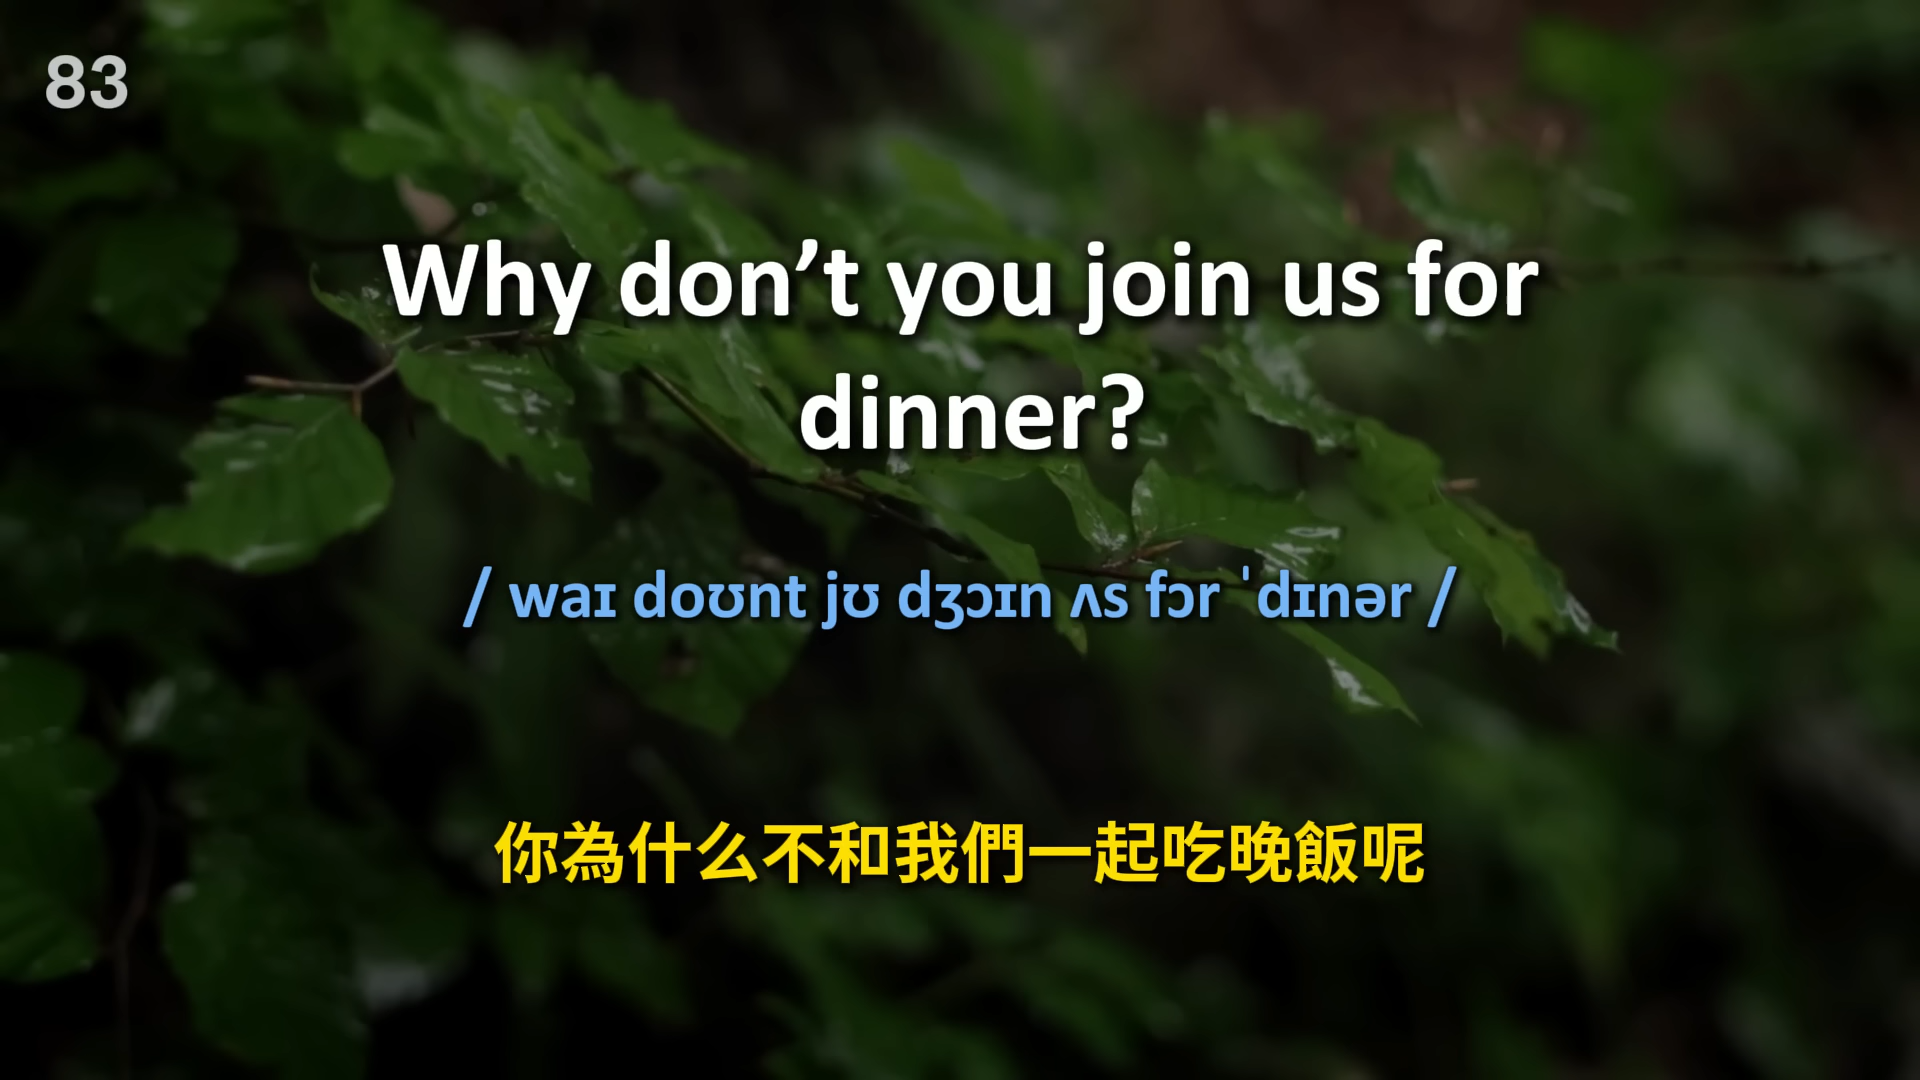 83
Why don’t you join us for
dinner?
/ waɪ doʊnt jʊ dʒɔɪn ʌs fɔr ˈdɪnər /
你為什么不和我們一起吃晚飯呢